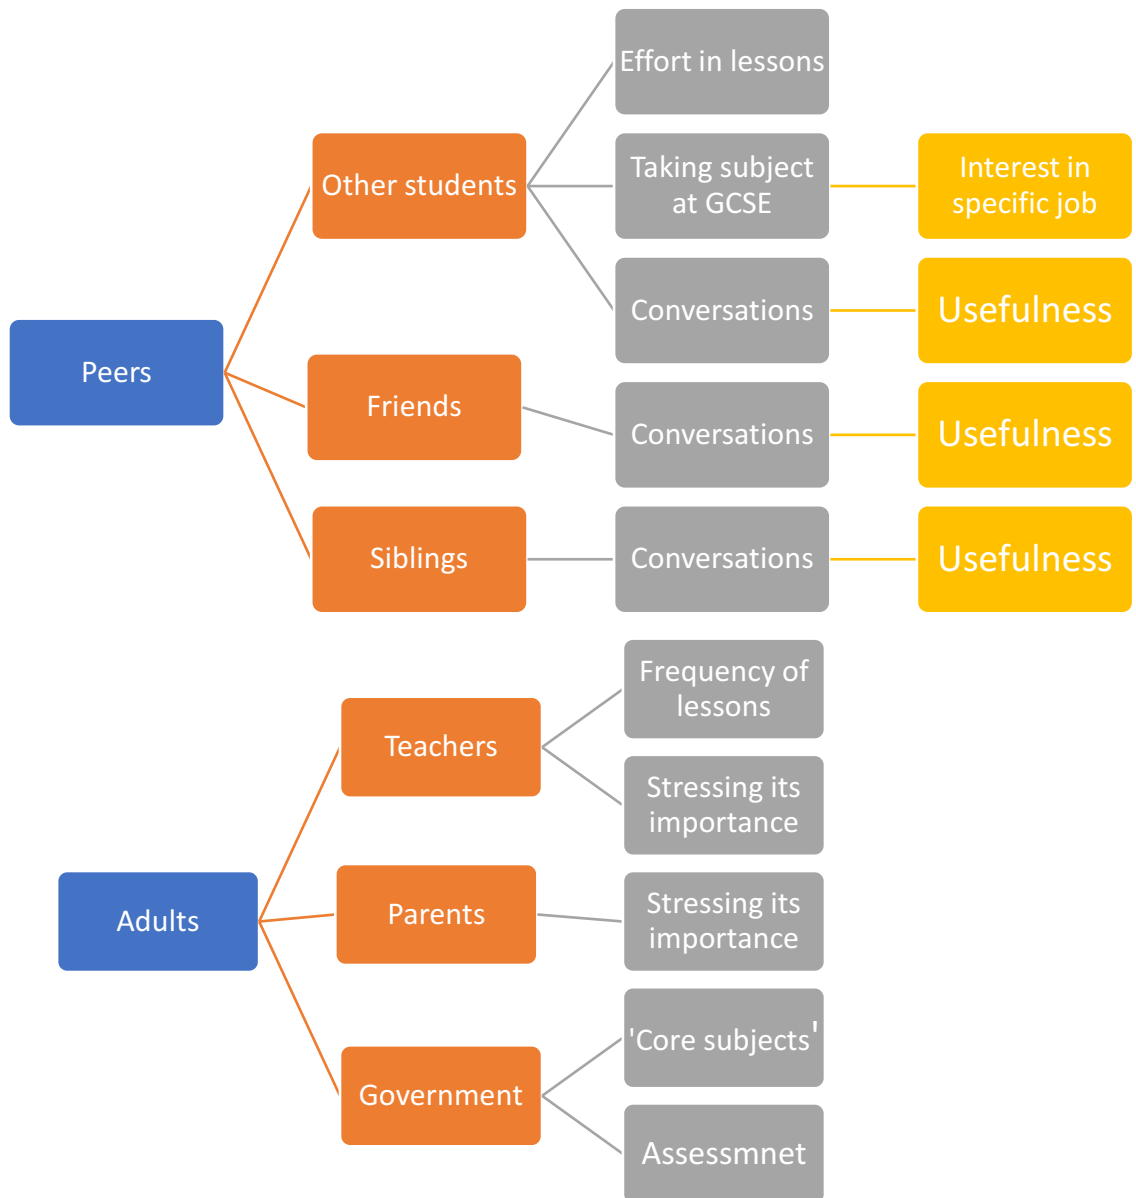 Effort in lessons
Other students
Taking subject
at GCSE
Interest in
specific job
Conversations
Usefulness
Peers
Friends
Conversations
Usefulness
Siblings
Conversations
Usefulness
Frequency of
lessons
Teachers
Stressing its
importance
Adults
Parents
Stressing its
importance
'Core subjects'
Government
Assessmnet